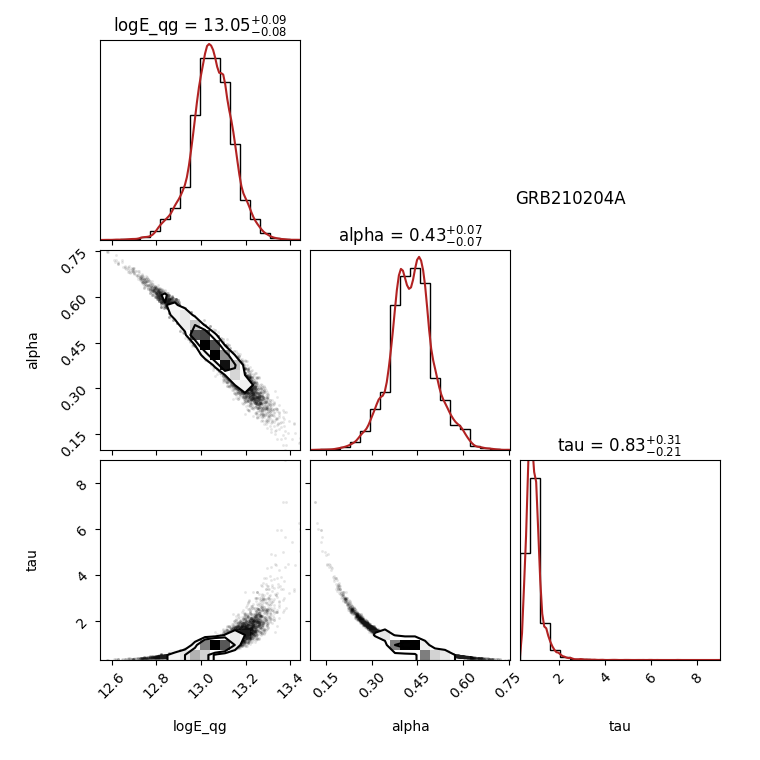 logE_qg = 13.05+0.09−0.08
GRB210204A
alpha = 0.43+0.07−0.07
0.75
0.60
0.45
0.30
0.15
alpha
tau = 0.83+0.31−0.21
8
6
4
2
tau
12.6 12.8 13.0 13.2 13.4
0.15 0.30 0.45 0.60 0.75
2 4 6 8
logE_qg alpha tau